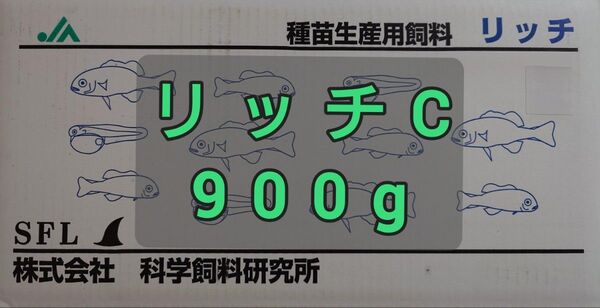 JA
種苗生産用飼料 リッチ
リッチC
900g
SFL
株式会社 科学飼料研究所